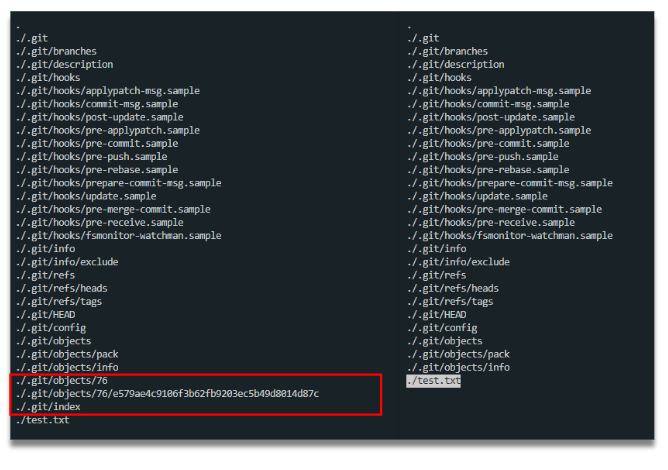 .
./.git
./.git/branches
./.git/description
./.git/hooks
./.git/hooks/applypatch-msg.sample
./.git/hooks/commit-msg.sample
./.git/hooks/post-update.sample
./.git/hooks/pre-applypatch.sample
./.git/hooks/pre-commit.sample
./.git/hooks/pre-push.sample
./.git/hooks/pre-rebase.sample
./.git/hooks/prepare-commit-msg.sample
./.git/hooks/update.sample
./.git/hooks/pre-merge-commit.sample
./.git/hooks/pre-receive.sample
./.git/hooks/fsmonitor-watchman.sample
./.git/info
./.git/info/exclude
./.git/refs
./.git/refs/heads
./.git/refs/tags
./.git/HEAD
./.git/config
./.git/objects
./.git/objects/pack
./.git/objects/info
./.git/objects/76
./.git/objects/76/e579ae4c9106f3b62fb9203ec5b49d8014d87c
./.git/index
./test.txt
.
./.git
./.git/branches
./.git/description
./.git/hooks
./.git/hooks/applypatch-msg.sample
./.git/hooks/commit-msg.sample
./.git/hooks/post-update.sample
./.git/hooks/pre-applypatch.sample
./.git/hooks/pre-commit.sample
./.git/hooks/pre-push.sample
./.git/hooks/pre-rebase.sample
./.git/hooks/prepare-commit-msg.sample
./.git/hooks/update.sample
./.git/hooks/pre-merge-commit.sample
./.git/hooks/pre-receive.sample
./.git/hooks/fsmonitor-watchman.sample
./.git/info
./.git/info/exclude
./.git/refs
./.git/refs/heads
./.git/refs/tags
./.git/HEAD
./.git/config
./.git/objects
./.git/objects/pack
./.git/objects/info
./test.txt